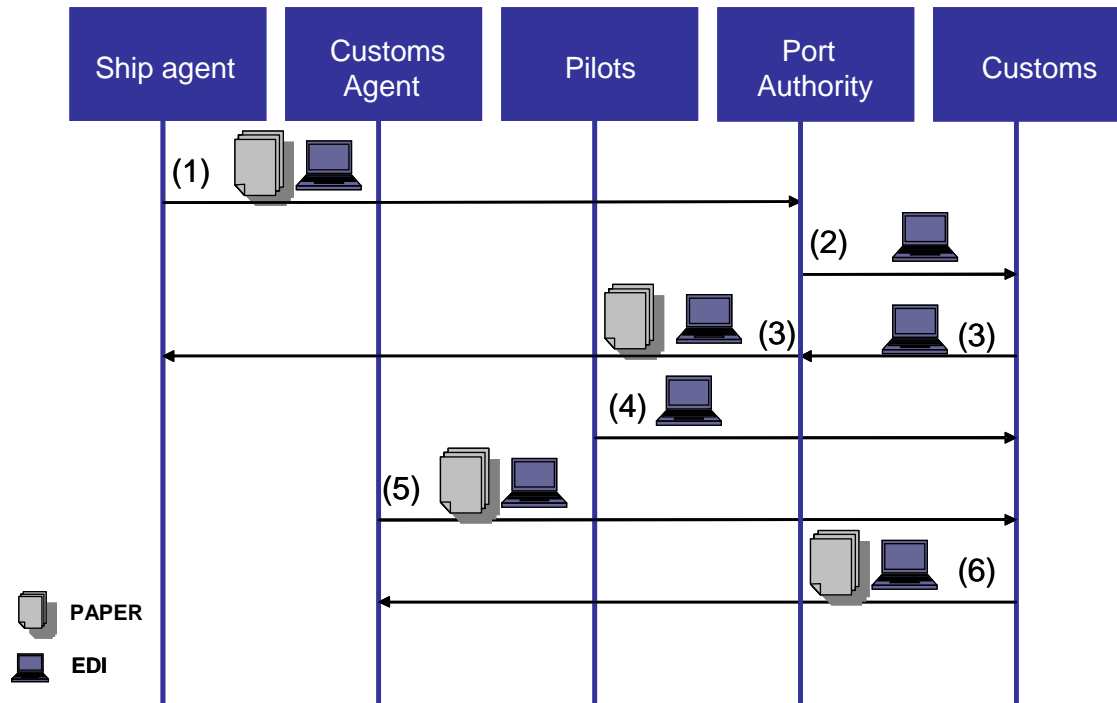 Ship agent
Customs
Agent
Pilots
Port
Authority
Customs
(1)
(2)
(3)
(3)
(4)
(5)
(6)
PAPER
EDI